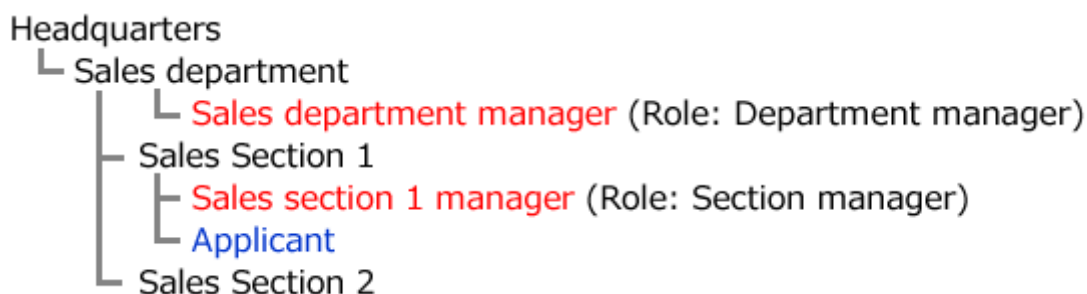 Headquarters
Sales department
Sales department manager (Role: Department manager)
Sales Section 1
Sales section 1 manager (Role: Section manager)
Applicant
Sales Section 2